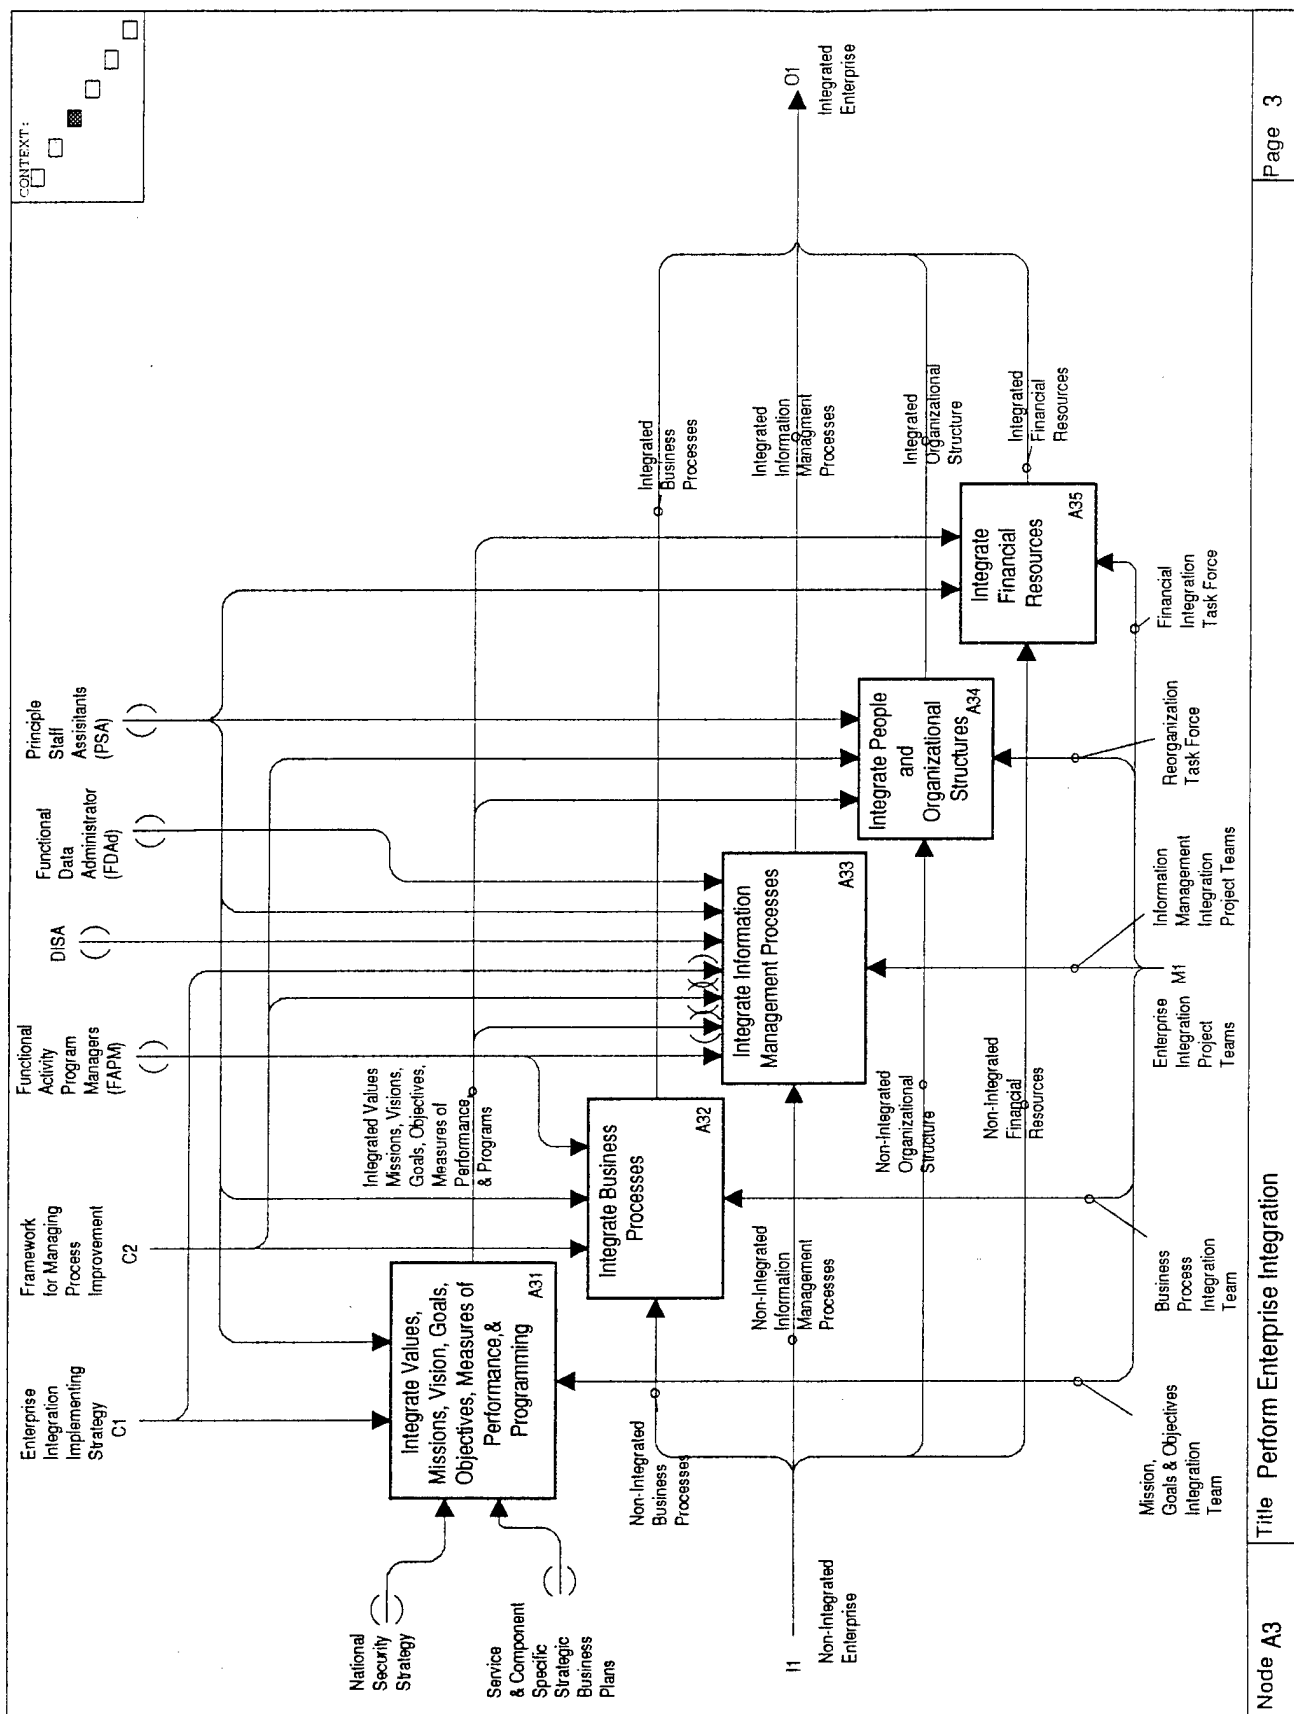 CONTEXT:
Enterprise
Integration
Implementing
Strategy
C1
Framework
for Managing
Process
Improvement
C2
Functional
Activity
Program
Managers
(FAPM)
DISA
Functional
Data
Administrator
(FDAd)
Principle
Staff
Assisitants
(PSA)
National
Security
Strategy
Service
& Component
Specific
Strategic
Business
Plans
Integrate Values,
Missions, Vision, Goals,
Objectives, Measures of
Performance,&
Programming
A31
Integrated Values
Missions, Visions,
Goals, Objectives,
Measures of
Performance
& Programs
Integrate Business
Processes
A32
Integrate Information
Management Processes
A33
Integrate People
and
Organizational
Structures
A34
Integrate
Financial
Resources
A35
Integrated
Business
Processes
Integrated
Information
Managment
Processes
Integrated
Organizational
Structure
Integrated
Financial
Resources
O1
Integrated
Enterprise
I1
Non-Integrated
Enterprise
Non-Integrated
Business
Processes
Non-Integrated
Information
Management
Processes
Non-Integrated
Organizational
Structure
Non-Integrated
Financial
Resources
Mission,
Goals & Objectives
Integration
Team
Business
Process
Integration
Team
Enterprise
Integration
Project
Teams
M1
Information
Management
Integration
Project Teams
Reorganization
Task Force
Financial
Integration
Task Force
Node A3
Title Perform Enterprise Integration
Page 3